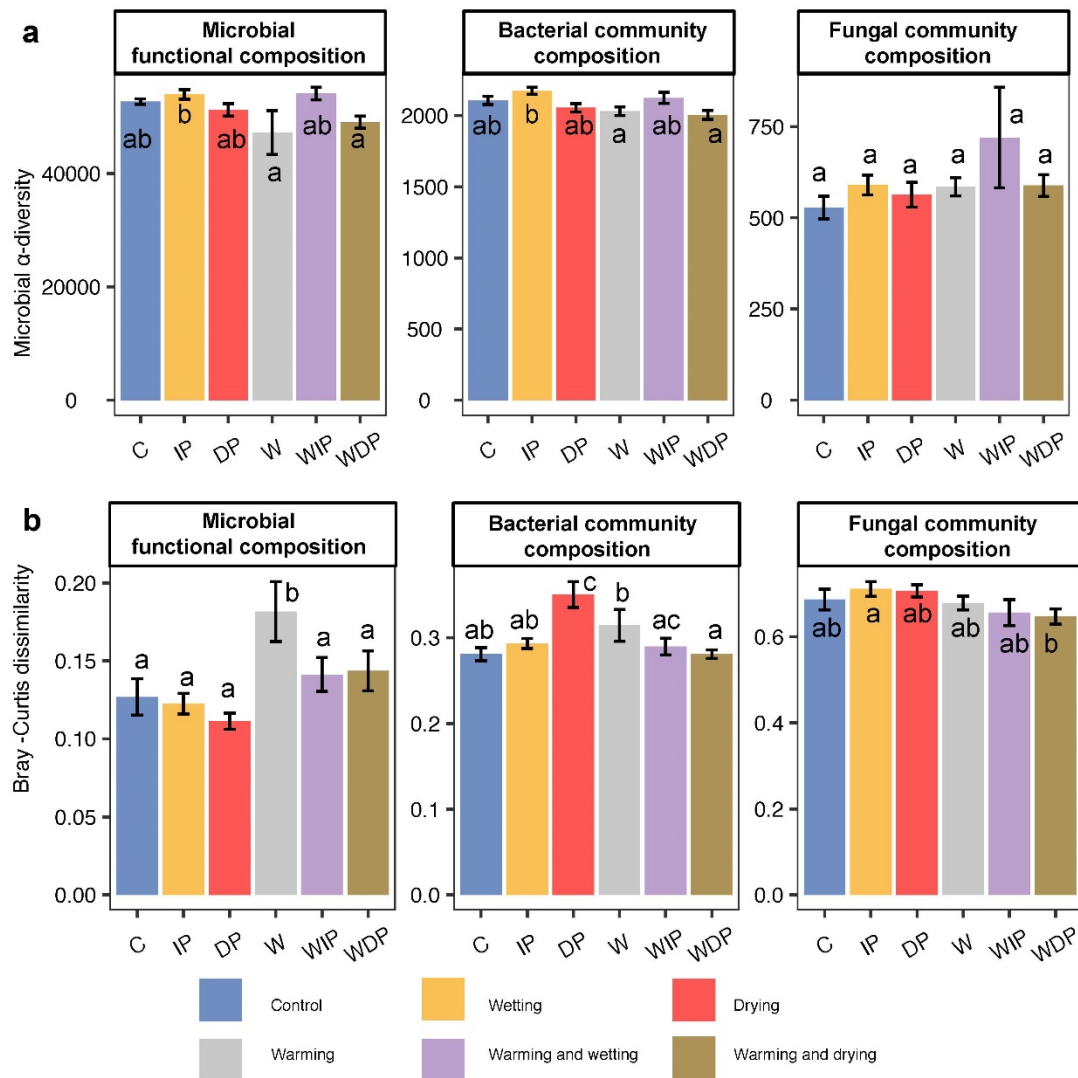 a
Microbial
functional composition
Bacterial community
composition
Fungal community
composition
Microbial α-diversity
40000
20000
0
ab
b
ab
a
ab
a
C
IP
DP
W
WIP
WDP
2000
1500
1000
500
0
ab
b
ab
a
ab
a
C
IP
DP
W
WIP
WDP
750
500
250
0
a
a
a
a
a
a
C
IP
DP
W
WIP
WDP
b
Microbial
functional composition
Bacterial community
composition
Fungal community
composition
Bray -Curtis dissimilarity
0.20
0.15
0.10
0.05
0.00
a
a
a
b
a
a
C
IP
DP
W
WIP
WDP
0.3
0.2
0.1
0.0
ab
ab
c
b
ac
a
C
IP
DP
W
WIP
WDP
0.6
0.4
0.2
0.0
ab
a
ab
ab
ab
b
C
IP
DP
W
WIP
WDP
Control
Wetting
Drying
Warming
Warming and wetting
Warming and drying